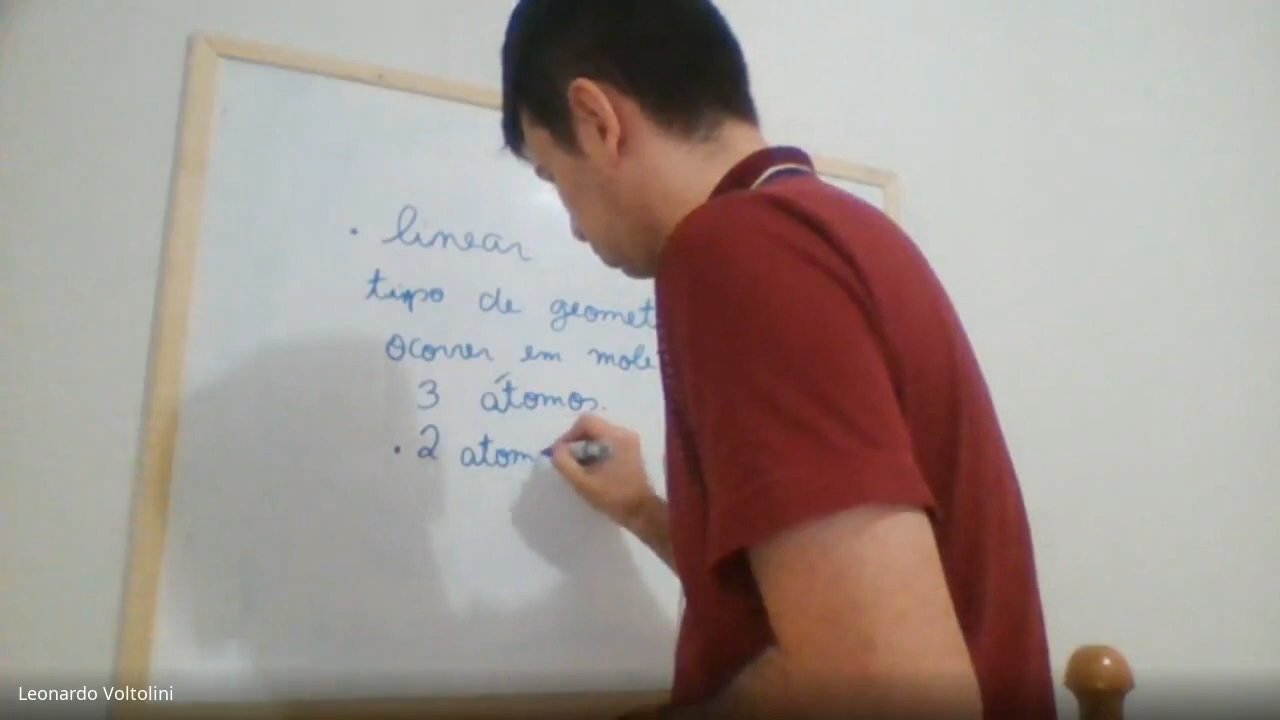 . linear
tipo de geomet
ocorrer em mole
3 átomos.
. 2 atom
Leonardo Voltolini